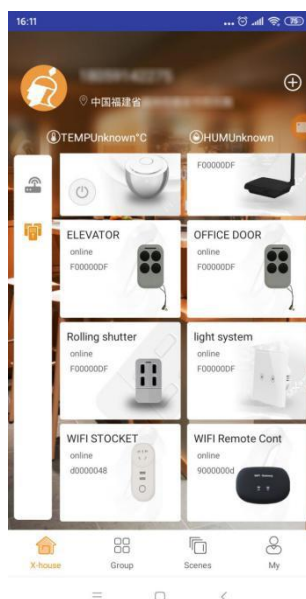 16:11
75
中国福建省
TEMPUnknown°C
HUMUnknown
F00000DF
ELEVATOR
online
F00000DF
OFFICE DOOR
online
F00000DF
Rolling shutter
online
F00000DF
light system
online
F00000DF
WIFI STOCKET
online
d0000048
WIFI Remote Cont
online
9000000d
X-house
Group
Scenes
My